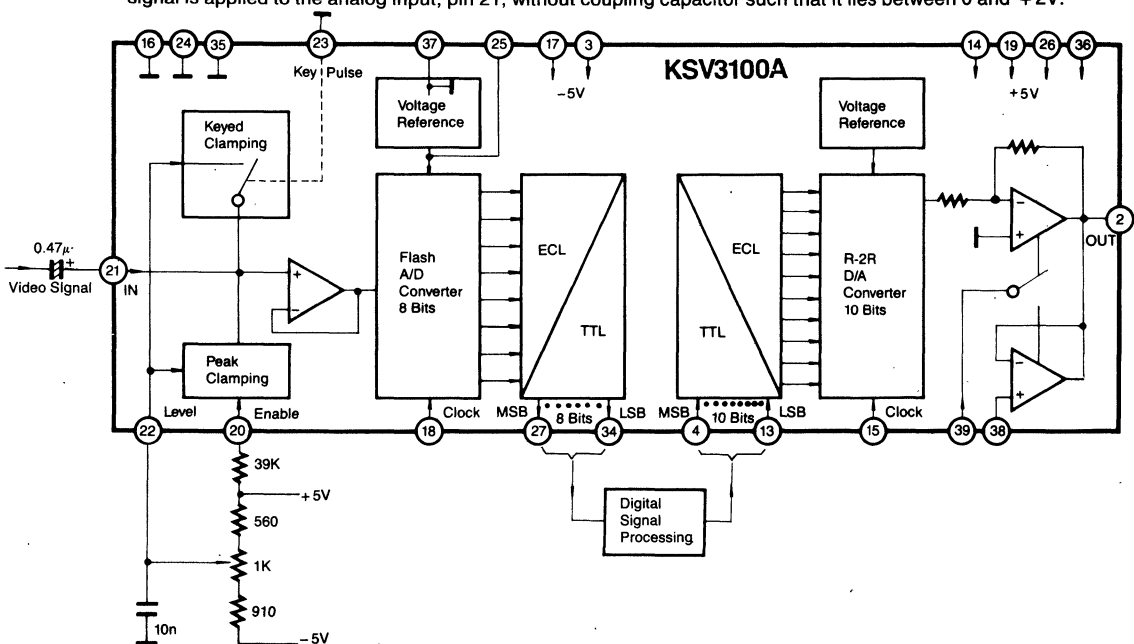 signal is applied to the analog input, pin 21, without coupling capacitor such that it lies between 0 and +2V.
16 24 35 23 37 25 17 3 14 19 26 36
Key Pulse
-5V
KSV3100A
+5V
Keyed
Clamping
Voltage
Reference
Voltage
Reference
0.47μ
+
Video Signal
21
IN
+
-
Flash
A/D
Converter
8 Bits
ECL
TTL
ECL
TTL
R-2R
D/A
Converter
10 Bits
-
+
2
OUT
-
+
Peak
Clamping
Level
Enable
Clock
MSB
8 Bits
LSB
MSB
10 Bits
LSB
Clock
22 20 18 27 34 4 13 15 39 38
39K
+5V
560
1K
910
-5V
10n
Digital
Signal
Processing